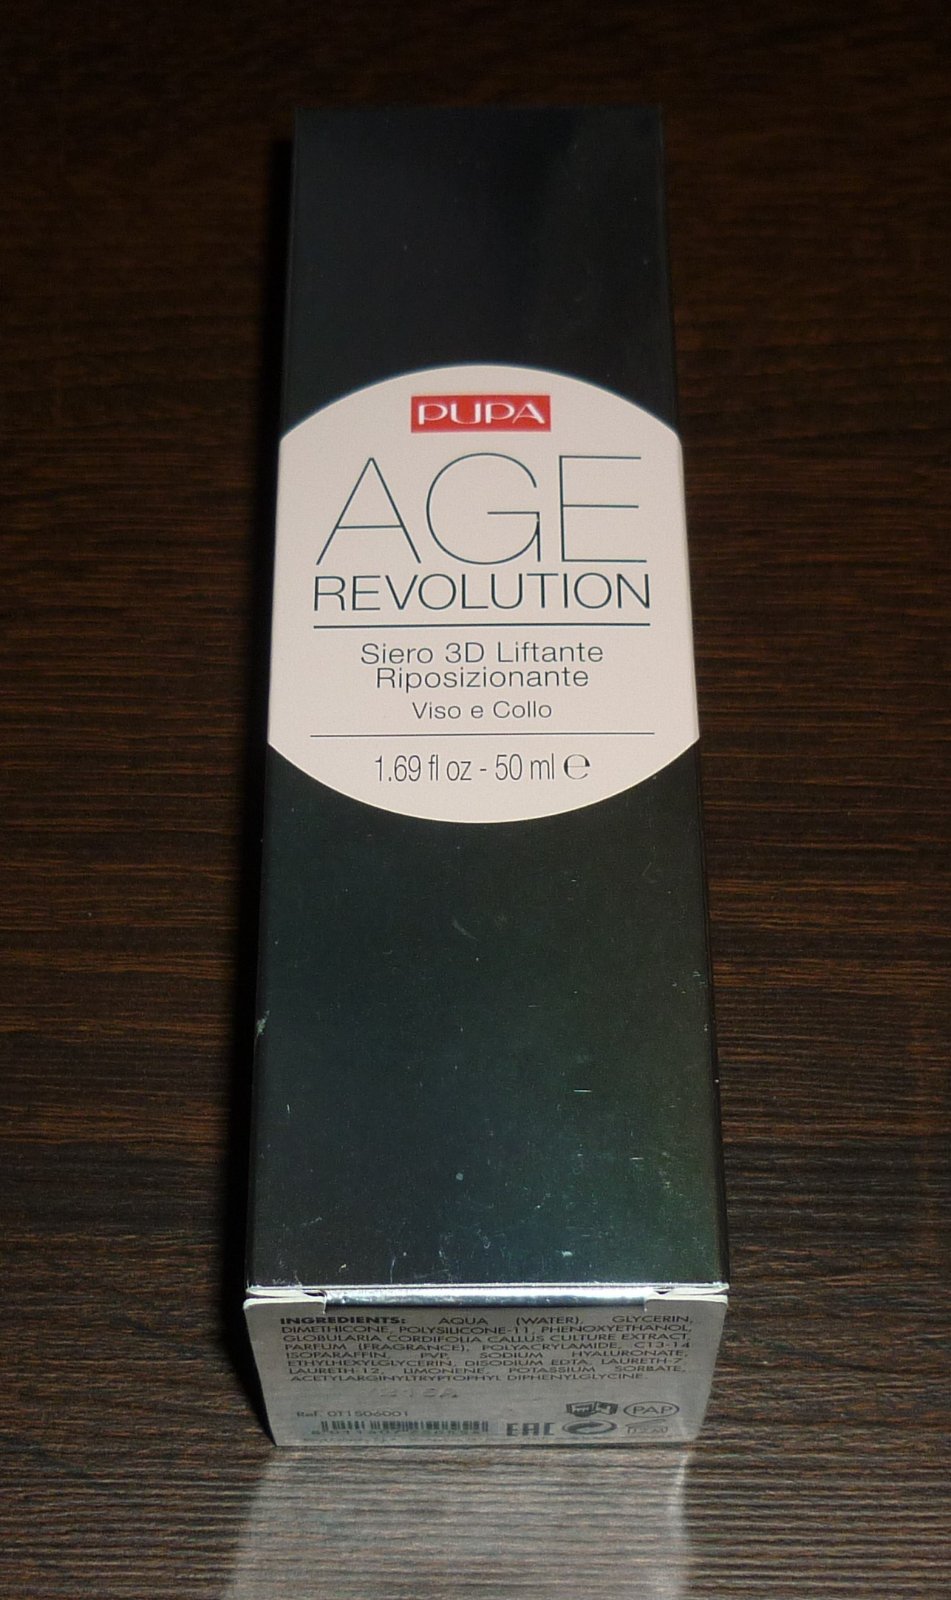 PUPA
AGE
REVOLUTION
Siero 3D Liftante
Riposizionante
Viso e Collo
1.69 fl oz - 50 ml ℮
INGREDIENTS: AQUA (WATER), GLYCERIN,
DIMETHICONE, POLYSILICONE-11, PHENOXYETHANOL,
GLOBULARIA CORDIFOLIA CALLUS CULTURE EXTRACT,
PARFUM (FRAGRANCE), POLYACRYLAMIDE, C13-14
ISOPARAFFIN, PVP, SODIUM HYALURONATE,
ETHYLHEXYLGLYCERIN, DISODIUM EDTA, LAURETH-7
LAURETH-12, LIMONENE, POTASSIUM SORBATE,
ACETYLARGINYLTRYPTOPHYL DIPHENYLGLYCINE.
Ref. 0T1S06001
EAC
PAP